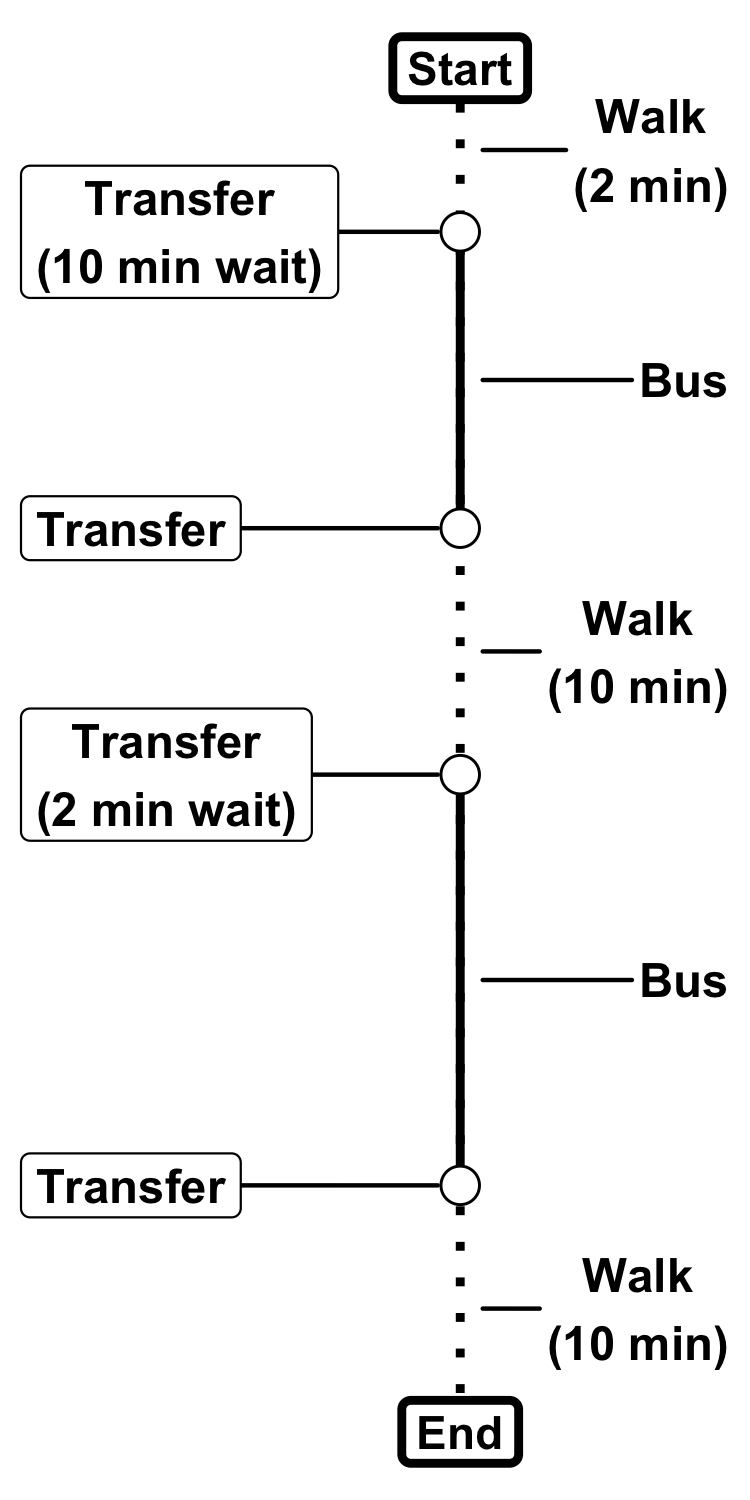 Start
Walk
(2 min)
Transfer
(10 min wait)
Bus
Transfer
Walk
(10 min)
Transfer
(2 min wait)
Bus
Transfer
Walk
(10 min)
End